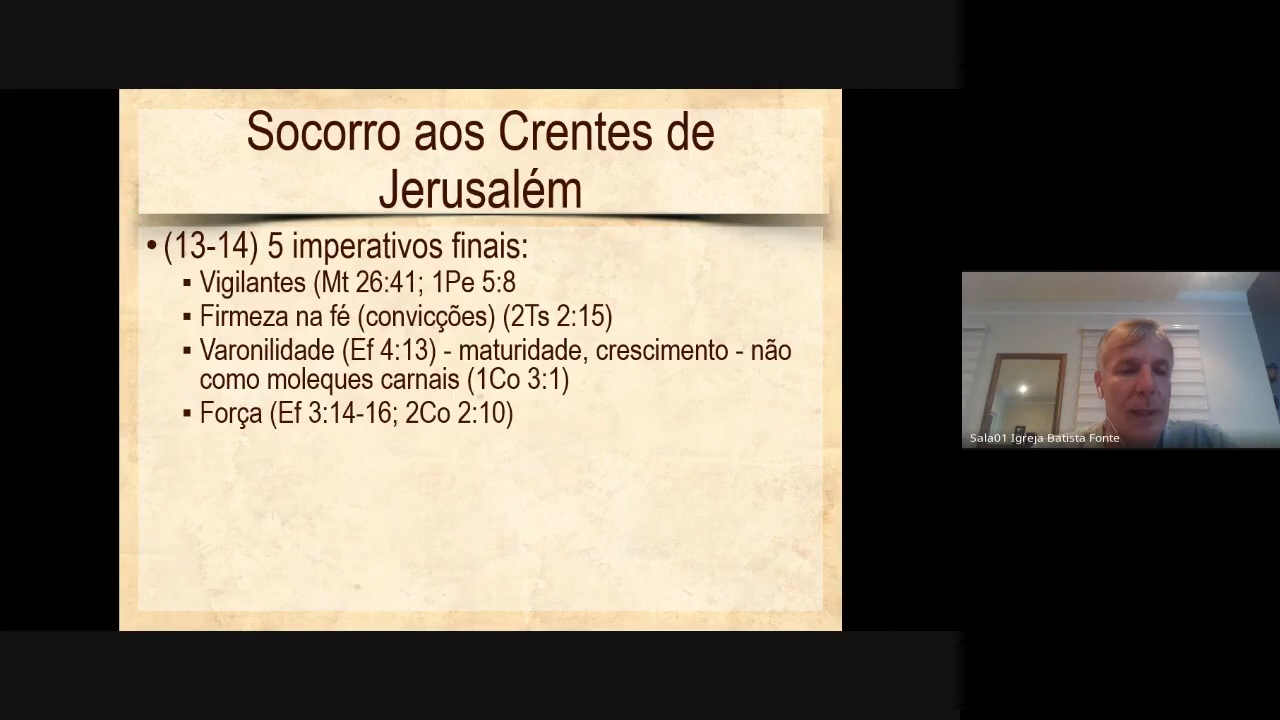 Socorro aos Crentes de
Jerusalém
• (13-14) 5 imperativos finais:
▪ Vigilantes (Mt 26:41; 1Pe 5:8
▪ Firmeza na fé (convicções) (2Ts 2:15)
▪ Varonilidade (Ef 4:13) - maturidade, crescimento - não
como moleques carnais (1Co 3:1)
▪ Força (Ef 3:14-16; 2Co 2:10)
Sala01 Igreja Batista Fonte